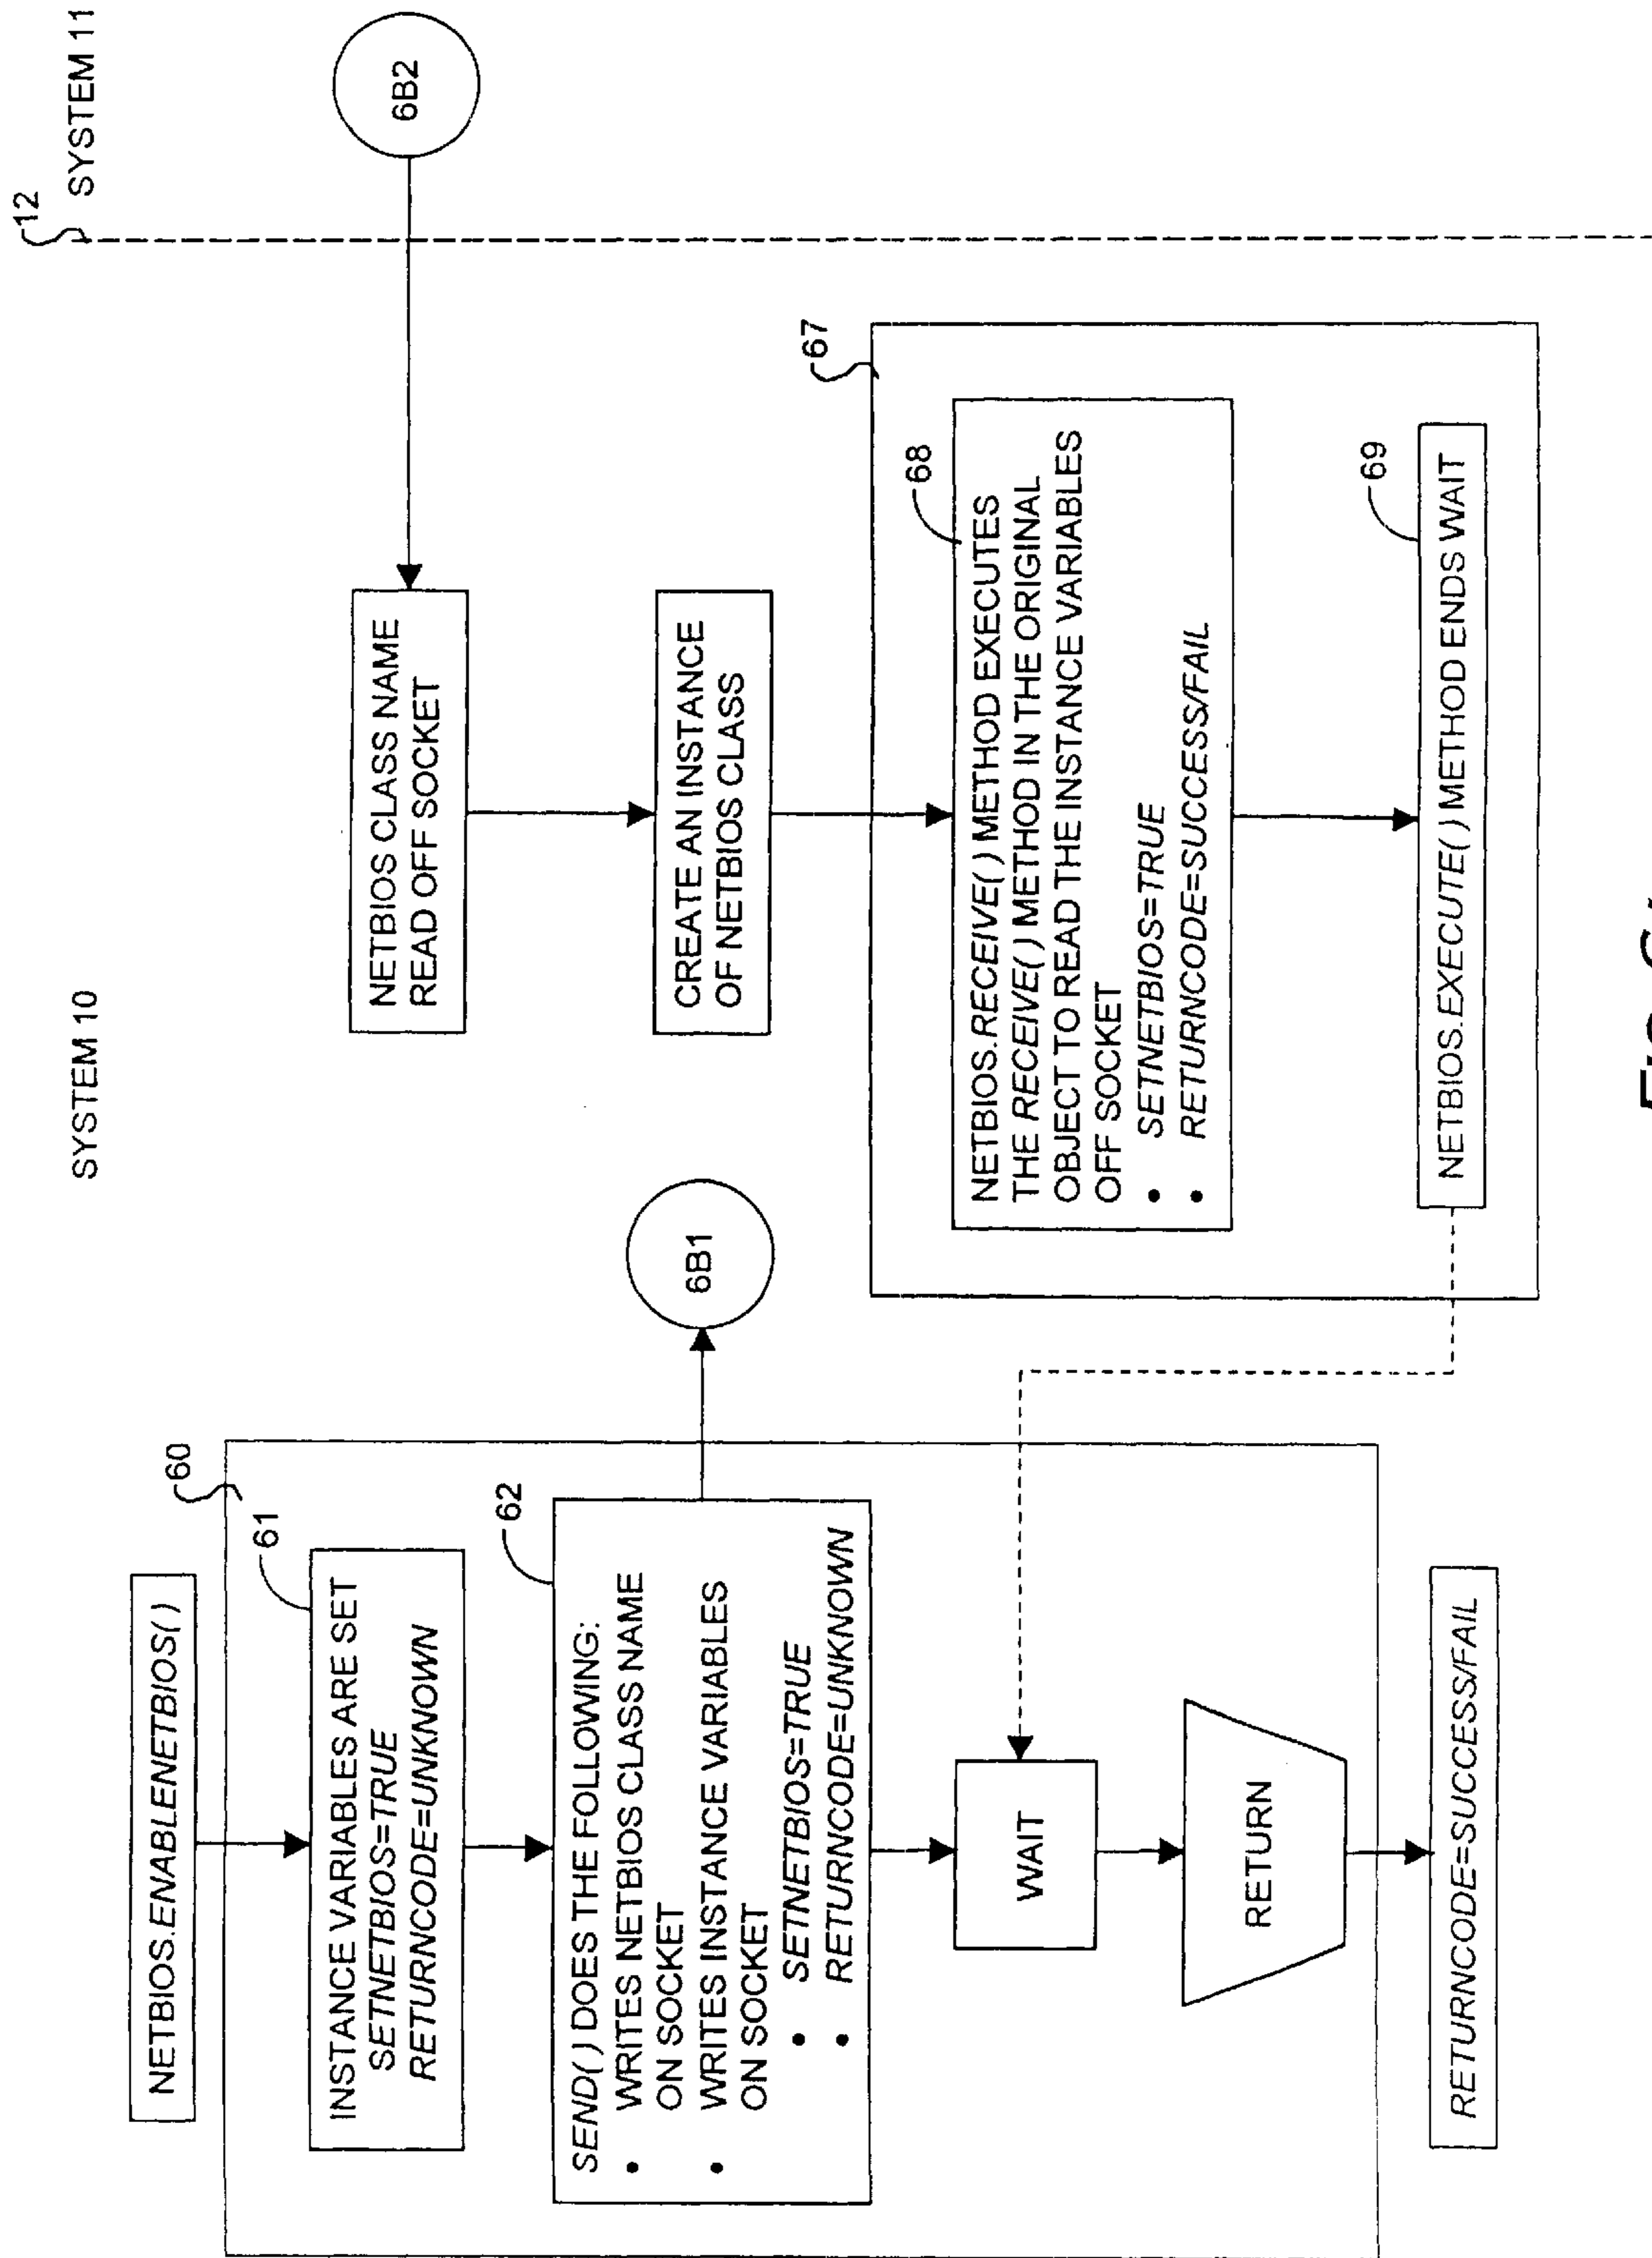 SYSTEM 10
12
SYSTEM 11
NETBIOS.ENABLENETBIOS( )
60
61
INSTANCE VARIABLES ARE SET
SETNETBIOS=TRUE
RETURNCODE=UNKNOWN
62
SEND( ) DOES THE FOLLOWING:
• WRITES NETBIOS CLASS NAME
ON SOCKET
• WRITES INSTANCE VARIABLES
ON SOCKET
• SETNETBIOS=TRUE
• RETURNCODE=UNKNOWN
6B1
WAIT
RETURN
RETURNCODE=SUCCESS/FAIL
6B2
NETBIOS CLASS NAME
READ OFF SOCKET
CREATE AN INSTANCE
OF NETBIOS CLASS
67
68
NETBIOS.RECEIVE( ) METHOD EXECUTES
THE RECEIVE( ) METHOD IN THE ORIGINAL
OBJECT TO READ THE INSTANCE VARIABLES
OFF SOCKET
• SETNETBIOS=TRUE
• RETURNCODE=SUCCESS/FAIL
69
NETBIOS.EXECUTE( ) METHOD ENDS WAIT